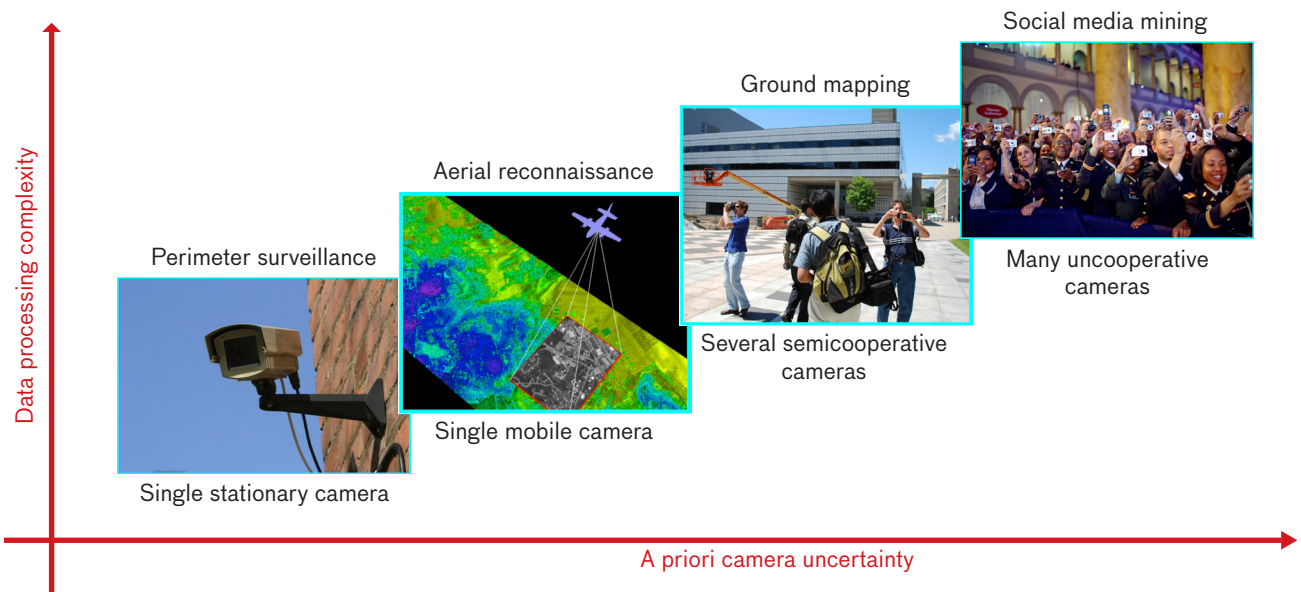 Social media mining
Ground mapping
Aerial reconnaissance
Perimeter surveillance
Data processing complexity
Many uncooperative
cameras
Several semicooperative
cameras
Single mobile camera
Single stationary camera
A priori camera uncertainty